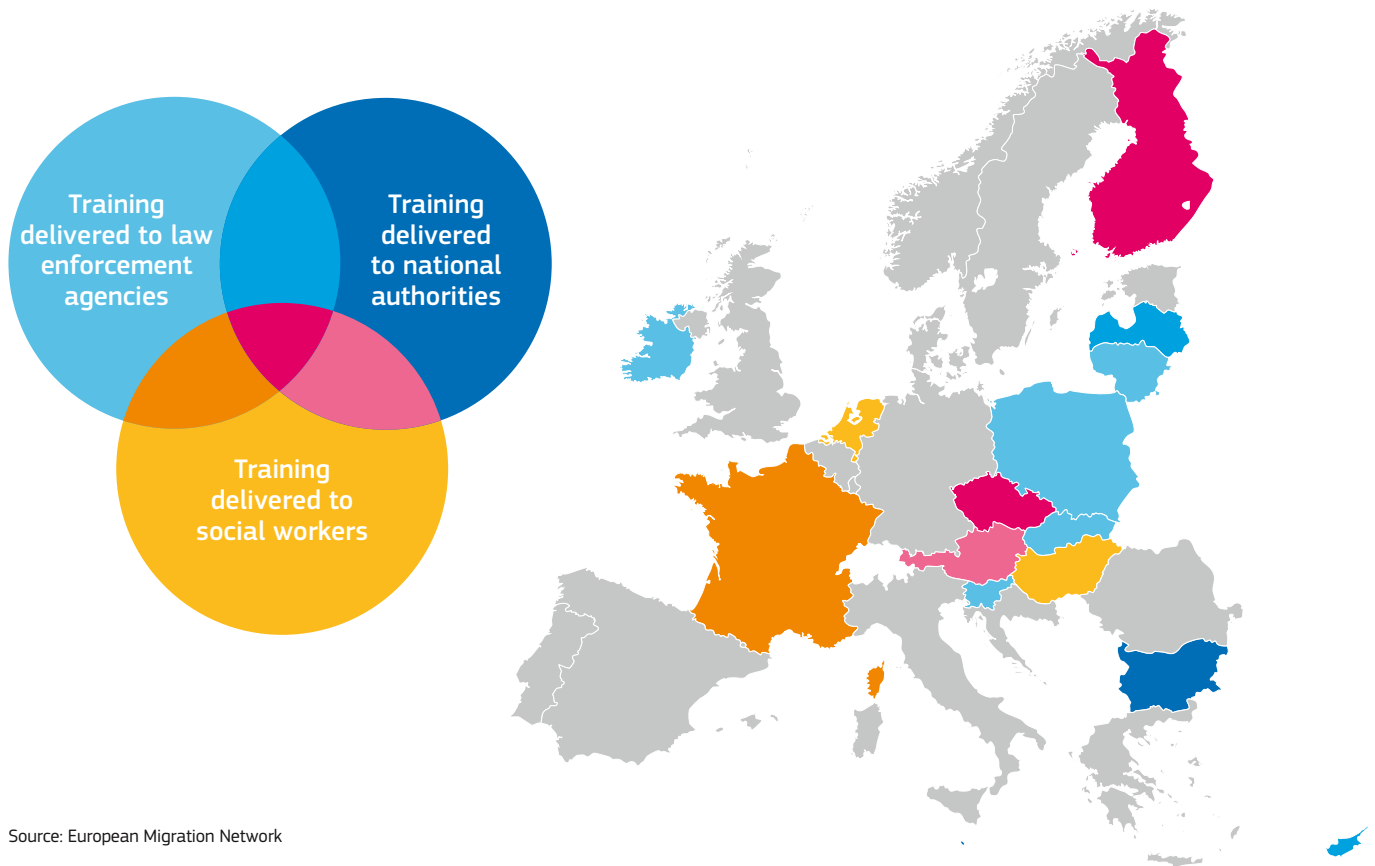 Training
delivered to law
enforcement
agencies
Training
delivered
to national
authorities
Training
delivered to
social workers
Source: European Migration Network